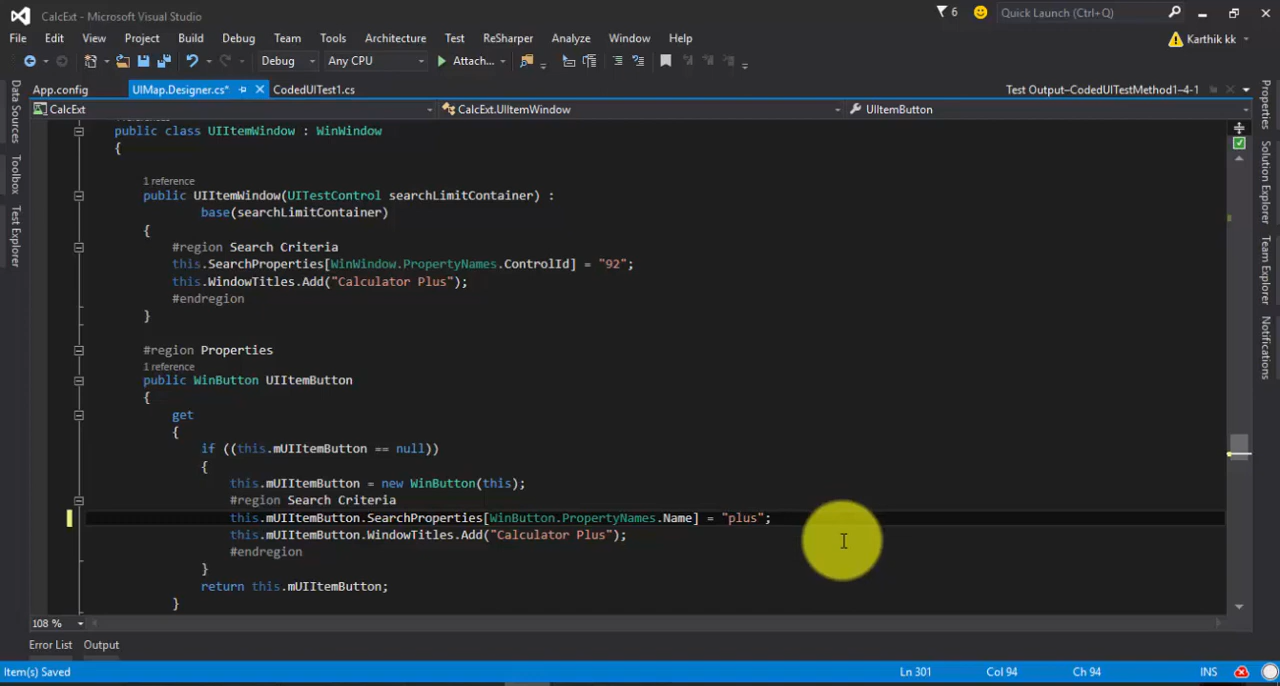 CalcExt - Microsoft Visual Studio
6
Quick Launch (Ctrl+Q)
File Edit View Project Build Debug Team Tools Architecture Test ReSharper Analyze Window Help
Karthik kk
Debug Any CPU Attach...
App.config UIMap.Designer.cs* CodedUITest1.cs Test Output–CodedUITestMethod1–4-1
CalcExt CalcExt.UIItemWindow UIItemButton
public class UIItemWindow : WinWindow
{
1 reference
public UIItemWindow(UITestControl searchLimitContainer) :
base(searchLimitContainer)
{
#region Search Criteria
this.SearchProperties[WinWindow.PropertyNames.ControlId] = "92";
this.WindowTitles.Add("Calculator Plus");
#endregion
}
#region Properties
1 reference
public WinButton UIItemButton
{
get
{
if ((this.mUIItemButton == null))
{
this.mUIItemButton = new WinButton(this);
#region Search Criteria
this.mUIItemButton.SearchProperties[WinButton.PropertyNames.Name] = "plus";
this.mUIItemButton.WindowTitles.Add("Calculator Plus");
#endregion
}
return this.mUIItemButton;
}
108 %
Error List Output
Item(s) Saved Ln 301 Col 94 Ch 94 INS
Data Sources
Toolbox
Test Explorer
Properties
Solution Explorer
Team Explorer
Notifications